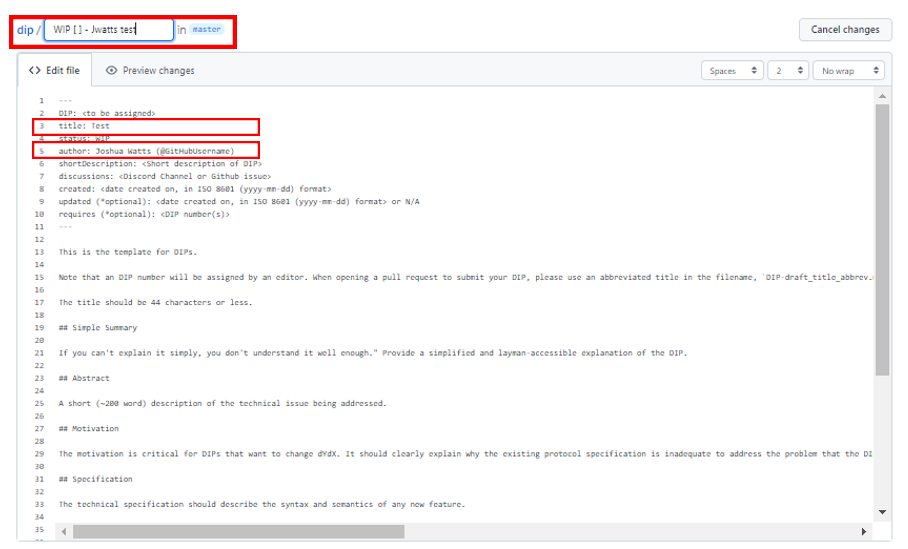 dip / WIP [ ] - Jwatts test in master
Cancel changes
<> Edit file
Preview changes
Spaces
2
No wrap
1 ---
2 DIP: <to be assigned>
3 title: Test
4 status: WIP
5 author: Joshua Watts (@GitHubUsername)
6 shortDescription: <Short description of DIP>
7 discussions: <Discord Channel or Github issue>
8 created: <date created on, in ISO 8601 (yyyy-mm-dd) format>
9 updated (*optional): <date created on, in ISO 8601 (yyyy-mm-dd) format> or N/A
10 requires (*optional): <DIP number(s)>
11 ---
12
13 This is the template for DIPs.
14
15 Note that an DIP number will be assigned by an editor. When opening a pull request to submit your DIP, please use an abbreviated title in the filename, `DIP-draft_title_abbrev.
16
17 The title should be 44 characters or less.
18
19 ## Simple Summary
20
21 If you can't explain it simply, you don't understand it well enough." Provide a simplified and layman-accessible explanation of the DIP.
22
23 ## Abstract
24
25 A short (~200 word) description of the technical issue being addressed.
26
27 ## Motivation
28
29 The motivation is critical for DIPs that want to change dYdX. It should clearly explain why the existing protocol specification is inadequate to address the problem that the DI
30
31 ## Specification
32
33 The technical specification should describe the syntax and semantics of any new feature.
34
35